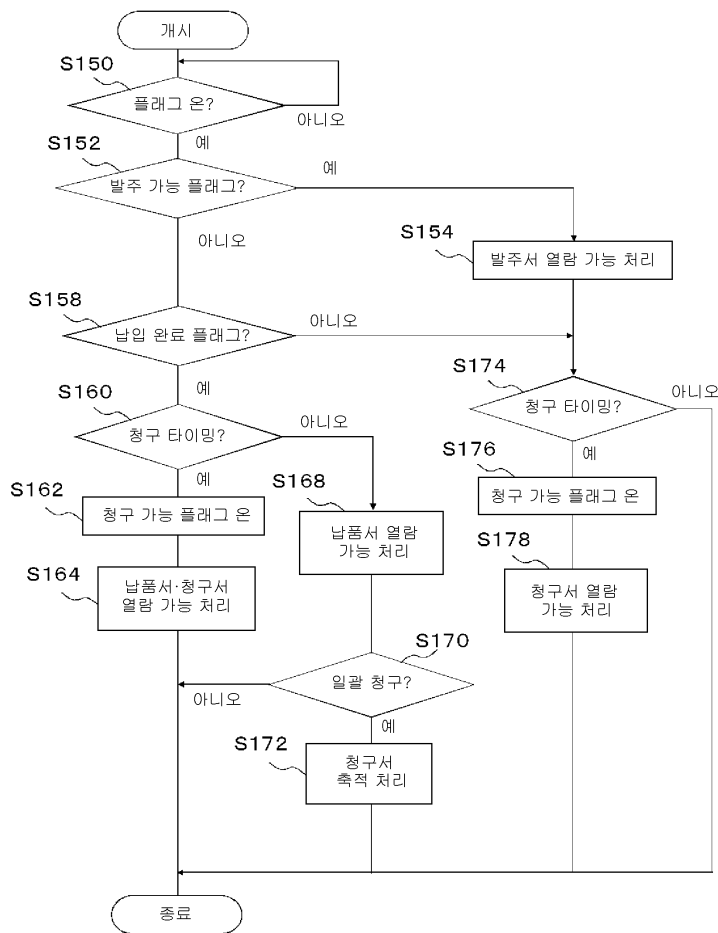 개시
S150
플래그 온?
아니오
예
S152
발주 가능 플래그?
예
아니오
S154
발주서 열람 가능 처리
S158
납입 완료 플래그?
아니오
예
S174
청구 타이밍?
아니오
예
S160
청구 타이밍?
아니오
예
S176
청구 가능 플래그 온
S162
청구 가능 플래그 온
S168
납품서 열람
가능 처리
S178
청구서 열람
가능 처리
S164
납품서·청구서
열람 가능 처리
S170
일괄 청구?
아니오
예
S172
청구서
축적 처리
종료